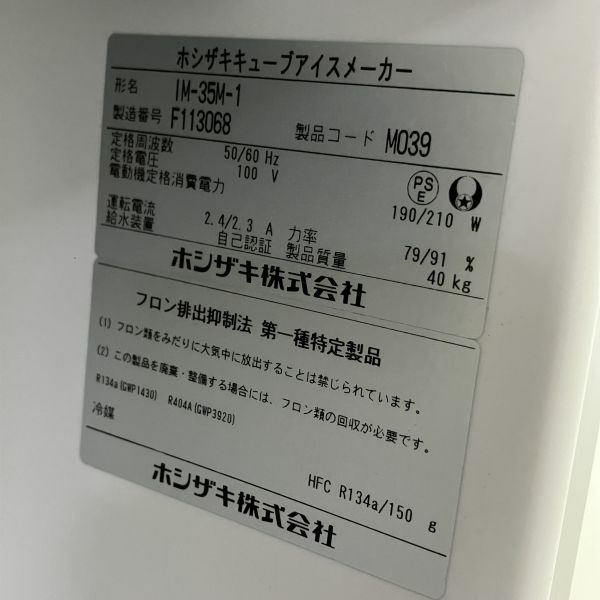 ホシザキキューブアイスメーカー
形名 IM-35M-1
製造番号 F113068 製品コード M039
定格周波数 50/60 Hz
定格電圧 100 V
電動機定格消費電力 190/210 W
PS
E
運転電流 2.4/2.3 A 力率 79/91 %
給水装置 自己認証 製品質量 40 kg
ホシザキ株式会社
フロン排出抑制法 第一種特定製品
(1) フロン類をみだりに大気中に放出することは禁じられています。
(2) この製品を廃棄・整備する場合には、フロン類の回収が必要です。
R134a(GWP1430) R404A(GWP3920)
冷媒 HFC R134a/150 g
ホシザキ株式会社